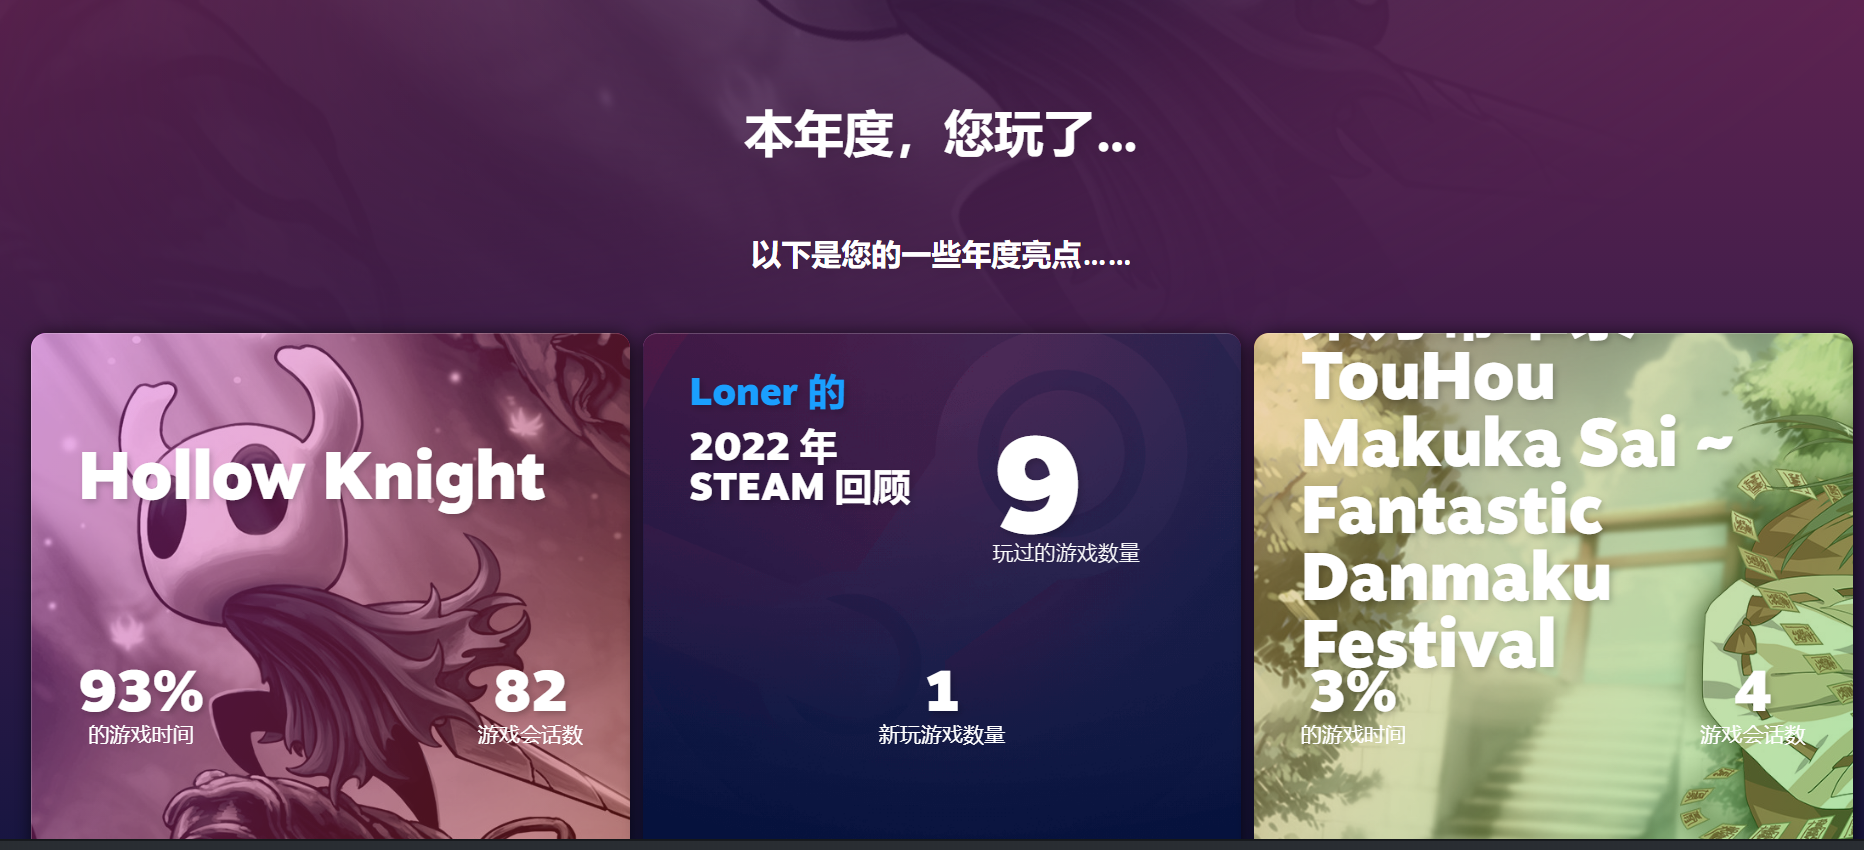 本年度，您玩了...
以下是您的一些年度亮点……
Hollow Knight
93%
的游戏时间
82
游戏会话数
Loner 的
2022 年
STEAM 回顾
9
玩过的游戏数量
1
新玩游戏数量
TouHou
Makuka Sai ~
Fantastic
Danmaku
Festival
3%
的游戏时间
4
游戏会话数